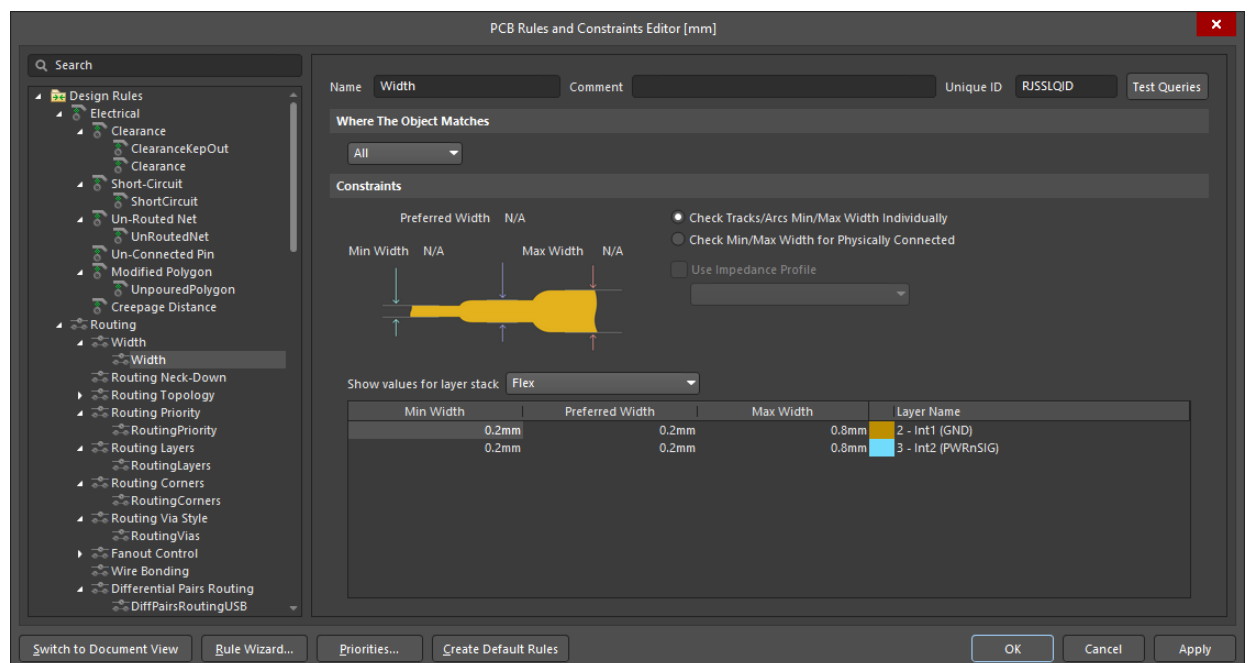 PCB Rules and Constraints Editor [mm]
Search
Design Rules
Electrical
Clearance
ClearanceKepOut
Clearance
Short-Circuit
ShortCircuit
Un-Routed Net
UnRoutedNet
Un-Connected Pin
Modified Polygon
UnpouredPolygon
Creepage Distance
Routing
Width
Width
Routing Neck-Down
Routing Topology
Routing Priority
RoutingPriority
Routing Layers
RoutingLayers
Routing Corners
RoutingCorners
Routing Via Style
RoutingVias
Fanout Control
Wire Bonding
Differential Pairs Routing
DiffPairsRoutingUSB
Name Width Comment Unique ID RJSSLQID Test Queries
Where The Object Matches
All
Constraints
Preferred Width N/A
Min Width N/A Max Width N/A
Check Tracks/Arcs Min/Max Width Individually
Check Min/Max Width for Physically Connected
Use Impedance Profile
Show values for layer stack Flex
Min Width Preferred Width Max Width Layer Name
0.2mm 0.2mm 0.8mm 2 - Int1 (GND)
0.2mm 0.2mm 0.8mm 3 - Int2 (PWRnSIG)
Switch to Document View Rule Wizard... Priorities... Create Default Rules OK Cancel Apply